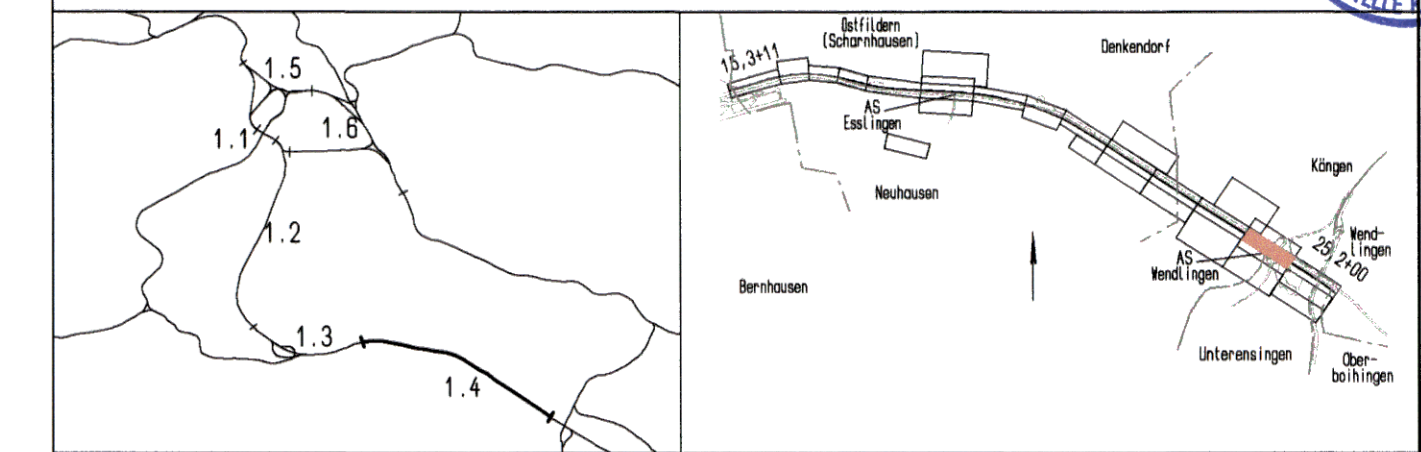 1.5
1.1
1.6
1.2
1.3
1.4
Ostfildern
(Scharnhausen)
Denkendorf
15,3+11
AS
Esslingen
Neuhausen
Köngen
Wend-
lingen
25,2+00
AS
Wendlingen
Bernhausen
Unterensingen
Ober-
boihingen